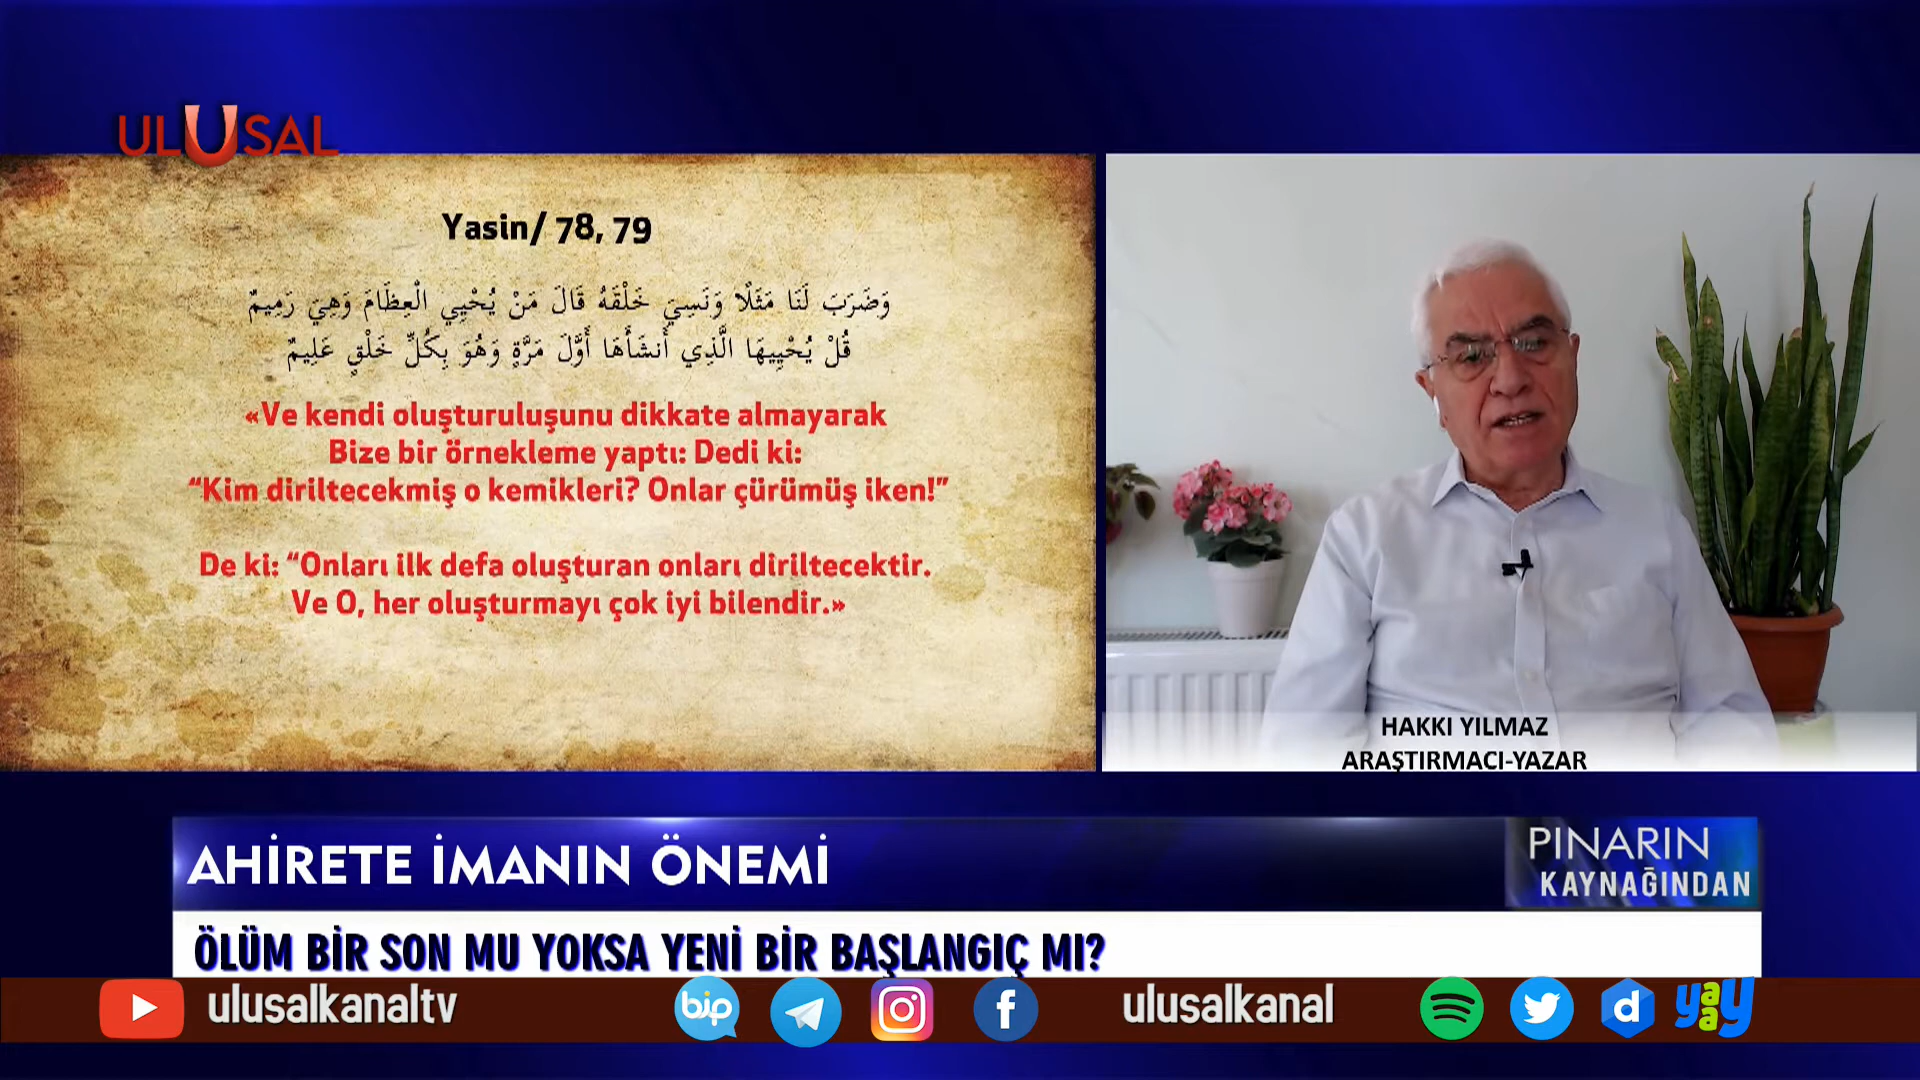 ULUSAL
Yasin/ 78, 79
وَضَرَبَ لَنَا مَثَلًا وَنَسِيَ خَلْقَهُ قَالَ مَنْ يُحْيِي الْعِظَامَ وَهِيَ رَمِيمٌ
قُلْ يُحْيِيهَا الَّذِي أَنشَأَهَا أَوَّلَ مَرَّةٍ وَهُوَ بِكُلِّ خَلْقٍ عَلِيمٌ
«Ve kendi oluşturuluşunu dikkate almayarak
Bize bir örnekleme yaptı: Dedi ki:
“Kim diriltecekmiş o kemikleri? Onlar çürümüş iken!”
De ki: “Onları ilk defa oluşturan onları diriltecektir.
Ve O, her oluşturmayı çok iyi bilendir.»
HAKKI YILMAZ
ARAŞTIRMACI-YAZAR
AHİRETE İMANIN ÖNEMİ
PINARIN
KAYNAĞINDAN
ÖLÜM BİR SON MU YOKSA YENİ BİR BAŞLANGIÇ MI?
ulusalkanaltv
bip
ulusalkanal
d
yaay